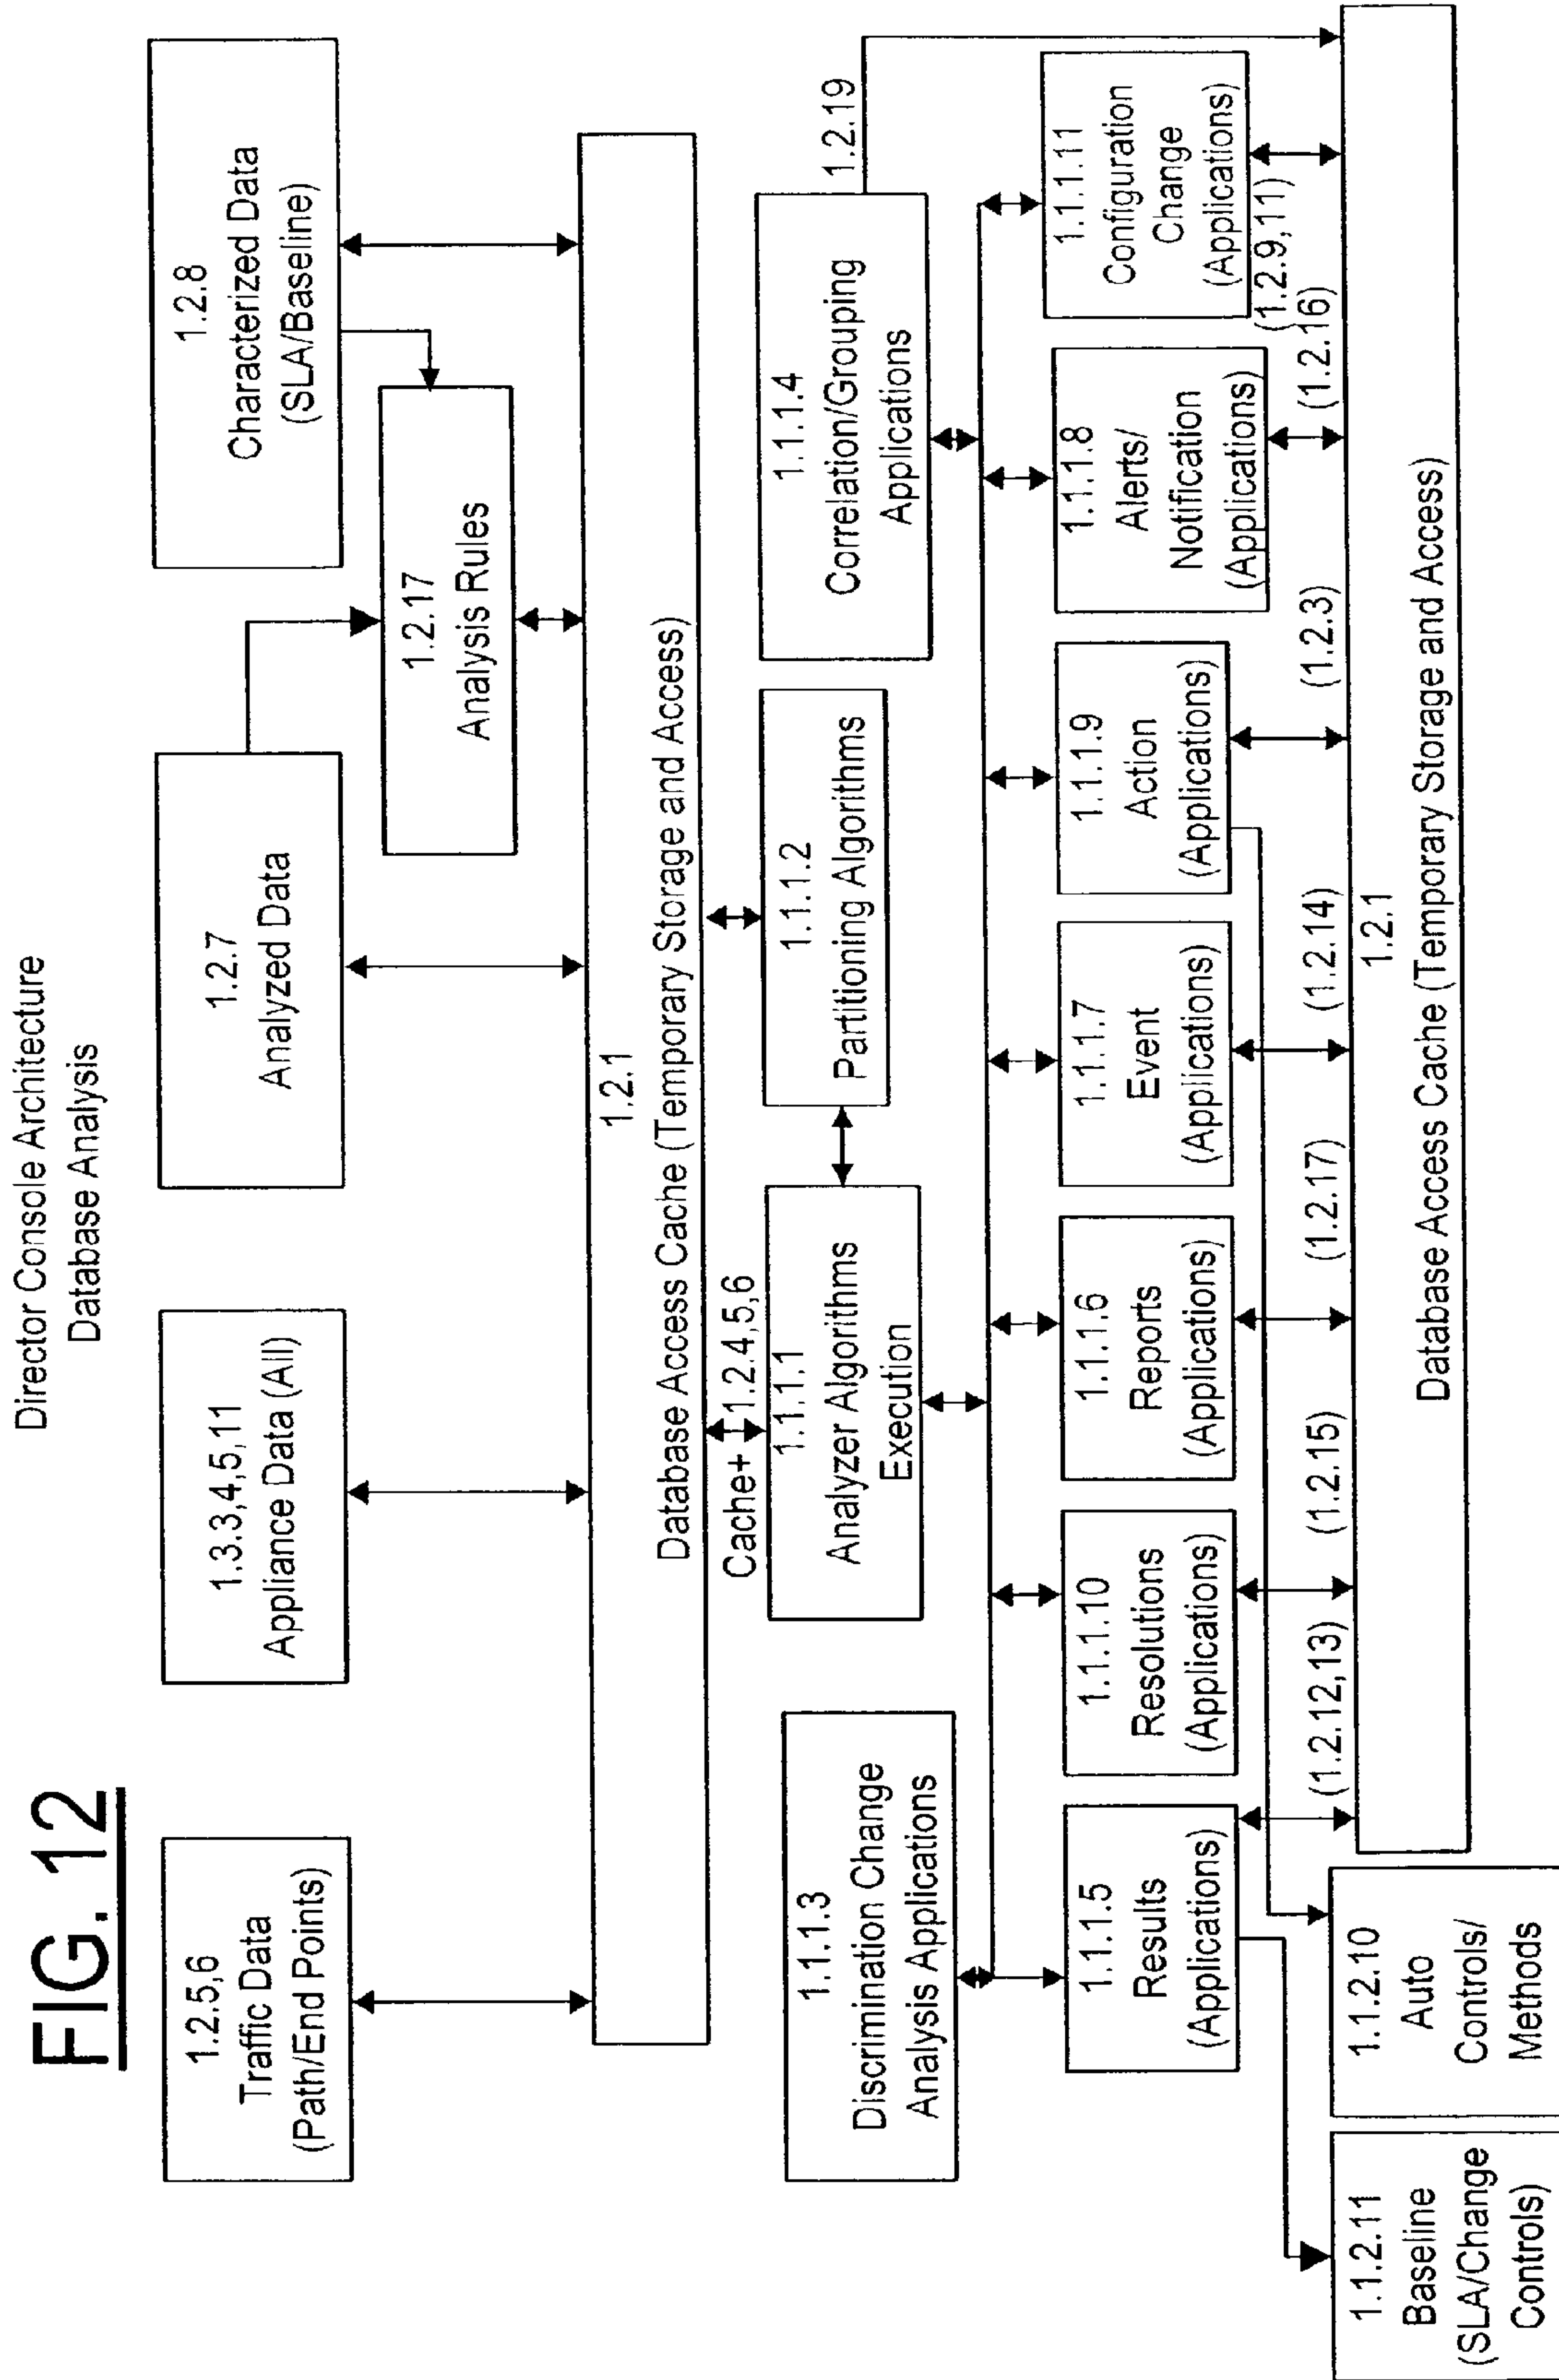 FIG. 12
Director Console Architecture
Database Analysis
1.2.5,6
Traffic Data
(Path/End Points)
1.3.3,4,5,11
Appliance Data (All)
1.2.7
Analyzed Data
1.2.8
Characterized Data
(SLA/Baseline)
1.2.17
Analysis Rules
1.2.1
Database Access Cache (Temporary Storage and Access)
Cache+ 1.2.4,5,6
1.1.1.3
Discrimination Change
Analysis Applications
1.1.1.1
Analyzer Algorithms
Execution
1.1.1.2
Partitioning Algorithms
1.1.1.4
Correlation/Grouping
Applications
1.2.19
1.1.1.5
Results
(Applications)
1.1.1.10
Resolutions
(Applications)
1.1.1.6
Reports
(Applications)
1.1.1.7
Event
(Applications)
1.1.1.9
Action
(Applications)
1.1.1.8
Alerts/
Notification
(Applications)
1.1.1.11
Configuration
Change
(Applications)
(1.2.12,13)
(1.2.15)
(1.2.17)
(1.2.14)
(1.2.3)
(1.2.16)
(1.2.9,11)
1.2.1
Database Access Cache (Temporary Storage and Access)
1.1.2.11
Baseline
(SLA/Change
Controls)
1.1.2.10
Auto
Controls/
Methods